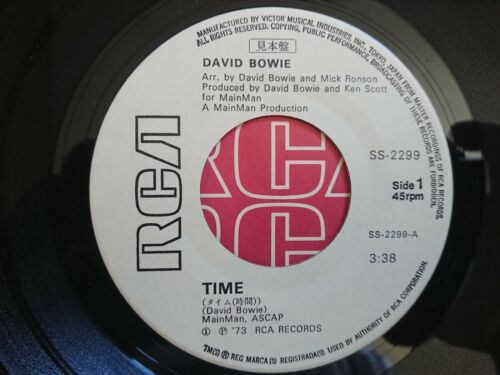 MANUFACTURED BY VICTOR MUSICAL INDUSTRIES, INC., TOKYO, JAPAN FROM MASTER RECORDINGS OF RCA RECORDS.
ALL RIGHTS RESERVED. COPYING, PUBLIC PERFORMANCE, BROADCASTING OF THESE RECORDS ARE FORBIDDEN.
見本盤
DAVID BOWIE
Arr. by David Bowie and Mick Ronson
Produced by David Bowie and Ken Scott
for MainMan
A MainMan Production
RCA
SS-2299
Side 1
45rpm
SS-2299-A
3:38
TIME
(タイム(時間))
(David Bowie)
MainMan, ASCAP
Ⓛ Ⓟ '73 RCA RECORDS
TM(S) ® REG. MARCA(S) REGISTRADA(S). USED BY AUTHORITY OF RCA CORPORATION.
RCA
RCA